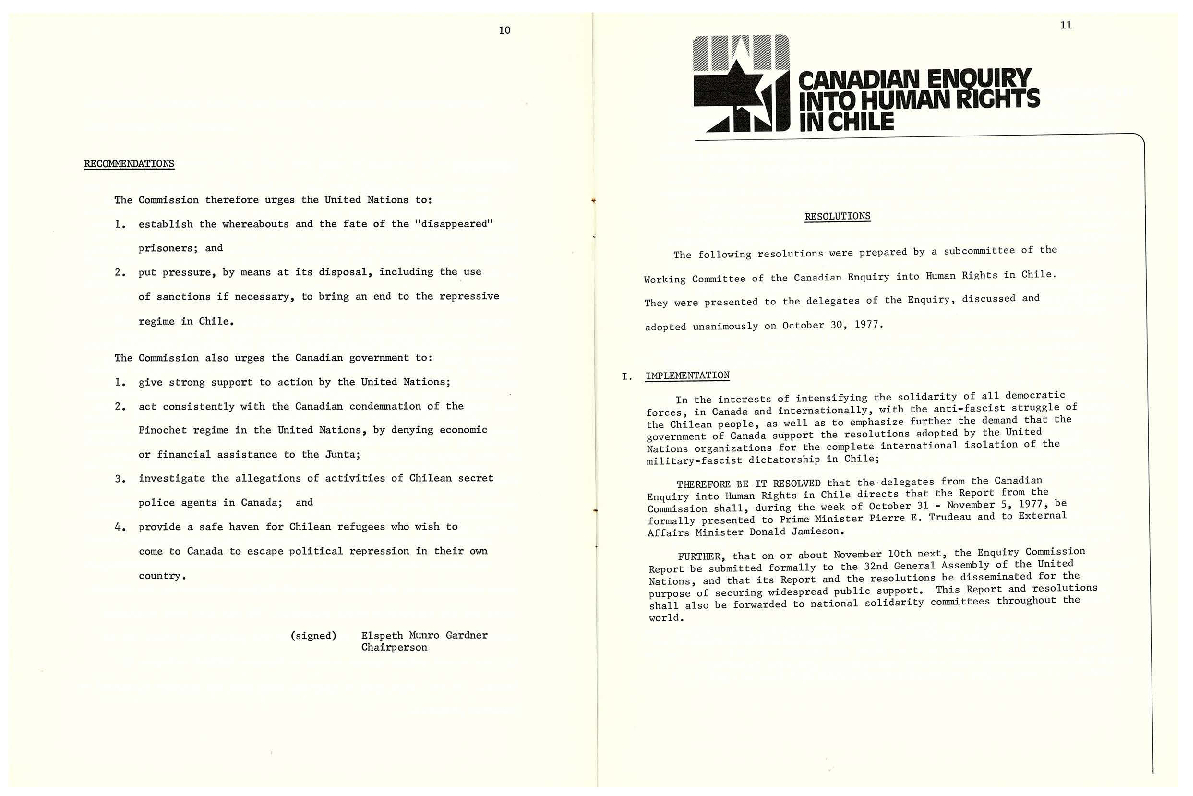 10
RECOMMENDATIONS
The Commission therefore urges the United Nations to:
1. establish the whereabouts and the fate of the "disappeared"
prisoners; and
2. put pressure, by means at its disposal, including the use
of sanctions if necessary, to bring an end to the repressive
regime in Chile.
The Commission also urges the Canadian government to:
1. give strong support to action by the United Nations;
2. act consistently with the Canadian condemnation of the
Pinochet regime in the United Nations, by denying economic
or financial assistance to the Junta;
3. investigate the allegations of activities of Chilean secret
police agents in Canada; and
4. provide a safe haven for Chilean refugees who wish to
come to Canada to escape political repression in their own
country.
(signed) Elspeth Munro Gardner
Chairperson
11
CANADIAN ENQUIRY
INTO HUMAN RIGHTS
IN CHILE
RESOLUTIONS
The following resolutions were prepared by a subcommittee of the
Working Committee of the Canadian Enquiry into Human Rights in Chile.
They were presented to the delegates of the Enquiry, discussed and
adopted unanimously on October 30, 1977.
I. IMPLEMENTATION
In the interests of intensifying the solidarity of all democratic
forces, in Canada and internationally, with the anti-fascist struggle of
the Chilean people, as well as to emphasize further the demand that the
government of Canada support the resolutions adopted by the United
Nations organizations for the complete international isolation of the
military-fascist dictatorship in Chile;
THEREFORE BE IT RESOLVED that the delegates from the Canadian
Enquiry into Human Rights in Chile directs that the Report from the
Commission shall, during the week of October 31 - November 5, 1977, be
formally presented to Prime Minister Pierre E. Trudeau and to External
Affairs Minister Donald Jamieson.
FURTHER, that on or about November 10th next, the Enquiry Commission
Report be submitted formally to the 32nd General Assembly of the United
Nations, and that its Report and the resolutions be disseminated for the
purpose of securing widespread public support. This Report and resolutions
shall also be forwarded to national solidarity committees throughout the
world.